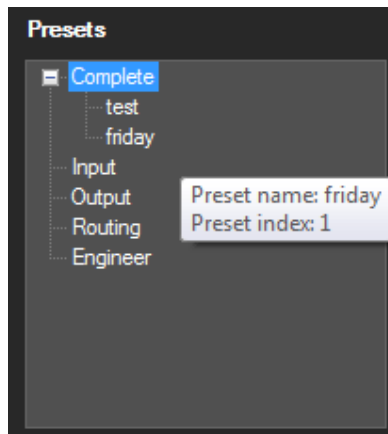 Presets
Complete
test
friday
Input
Output
Routing
Engineer
Preset name: friday
Preset index: 1